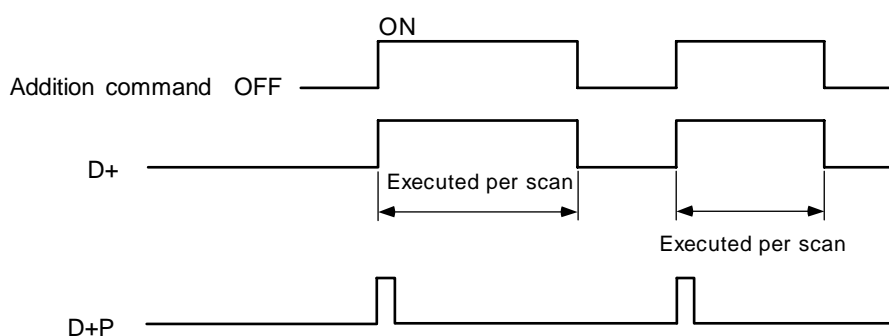 ON
Addition command OFF
D+
Executed per scan
Executed per scan
D+P